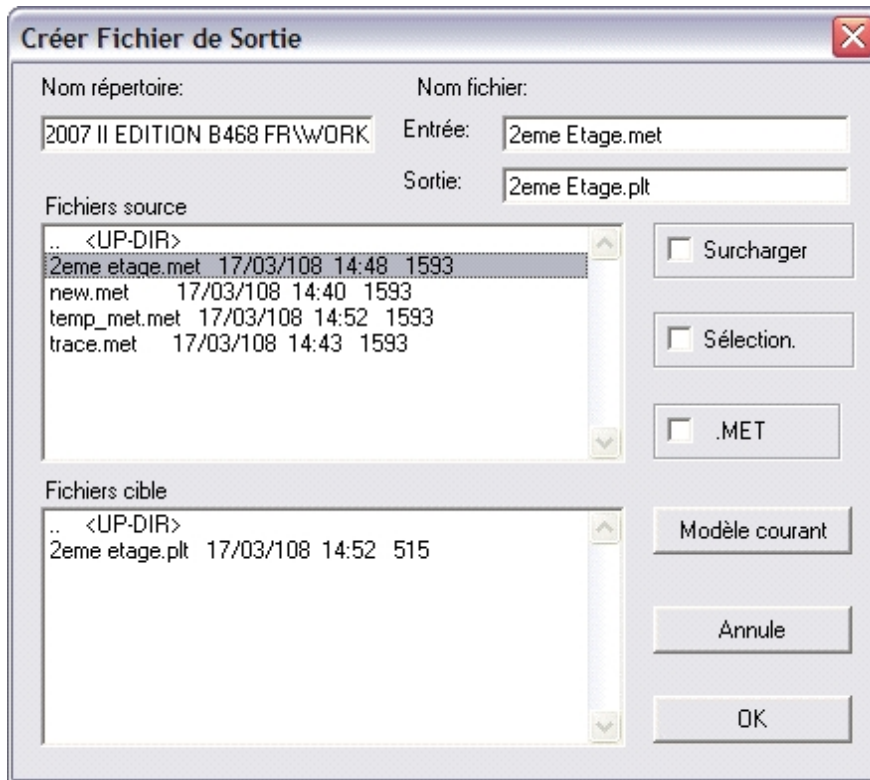 Créer Fichier de Sortie
Nom répertoire:
Nom fichier:
2007 II EDITION B468 FR\WORK
Entrée:
2eme Etage.met
Sortie:
2eme Etage.plt
Fichiers source
.. <UP-DIR>
2eme etage.met 17/03/108 14:48 1593
new.met 17/03/108 14:40 1593
temp_met.met 17/03/108 14:52 1593
trace.met 17/03/108 14:43 1593
Surcharger
Sélection.
.MET
Fichiers cible
.. <UP-DIR>
2eme etage.plt 17/03/108 14:52 515
Modèle courant
Annule
OK